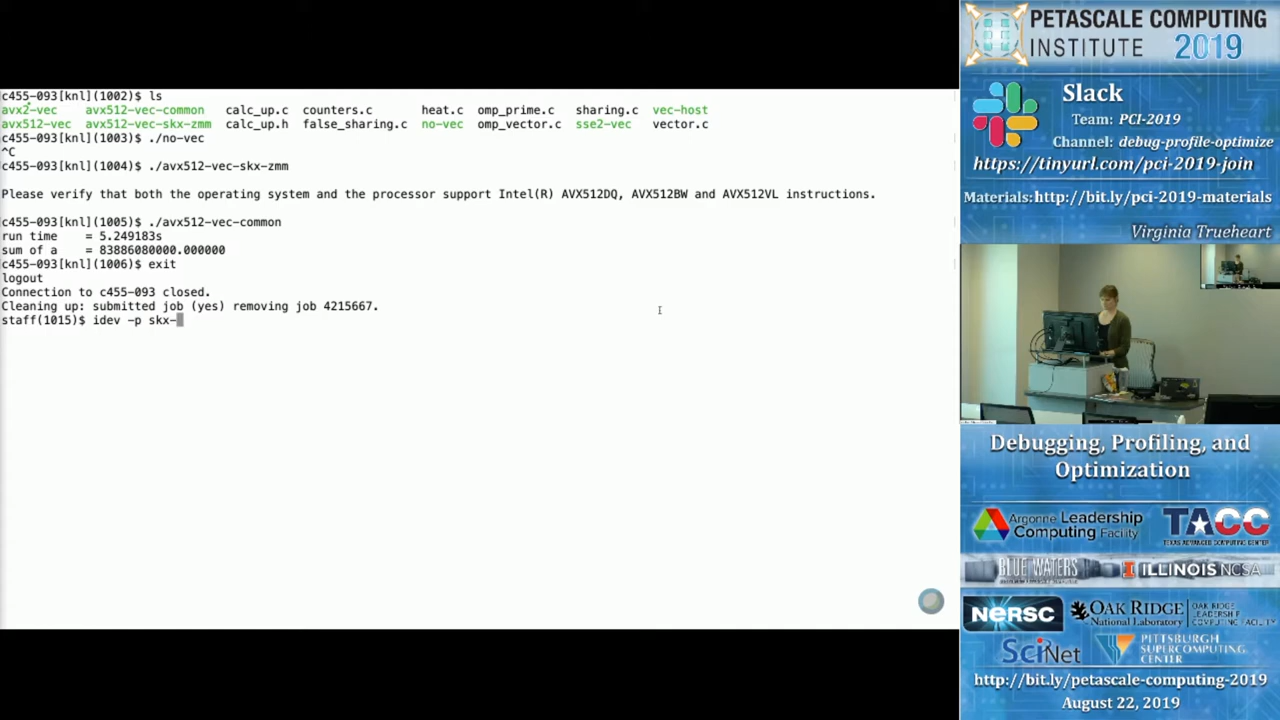 c455-093[knl](1002)$ ls
avx2-vec avx512-vec-common calc_up.c counters.c heat.c omp_prime.c sharing.c vec-host
avx512-vec avx512-vec-skx-zmm calc_up.h false_sharing.c no-vec omp_vector.c sse2-vec vector.c
c455-093[knl](1003)$ ./no-vec
^C
c455-093[knl](1004)$ ./avx512-vec-skx-zmm
Please verify that both the operating system and the processor support Intel(R) AVX512DQ, AVX512BW and AVX512VL instructions.
c455-093[knl](1005)$ ./avx512-vec-common
run time = 5.249183s
sum of a = 83886080000.000000
c455-093[knl](1006)$ exit
logout
Connection to c455-093 closed.
Cleaning up: submitted job (yes) removing job 4215667.
staff(1015)$ idev -p skx-
PETASCALE COMPUTING
INSTITUTE 2019
Slack
Team: PCI-2019
Channel: debug-profile-optimize
https://tinyurl.com/pci-2019-join
Materials: http://bit.ly/pci-2019-materials
Virginia Trueheart
Debugging, Profiling, and
Optimization
Argonne Leadership
Computing Facility
TACC
TEXAS ADVANCED COMPUTING CENTER
BLUE WATERS
ILLINOIS NCSA
NERSC
OAK RIDGE
National Laboratory
OAK RIDGE
LEADERSHIP
COMPUTING FACILITY
SciNet
PITTSBURGH
SUPERCOMPUTING
CENTER
http://bit.ly/petascale-computing-2019
August 22, 2019